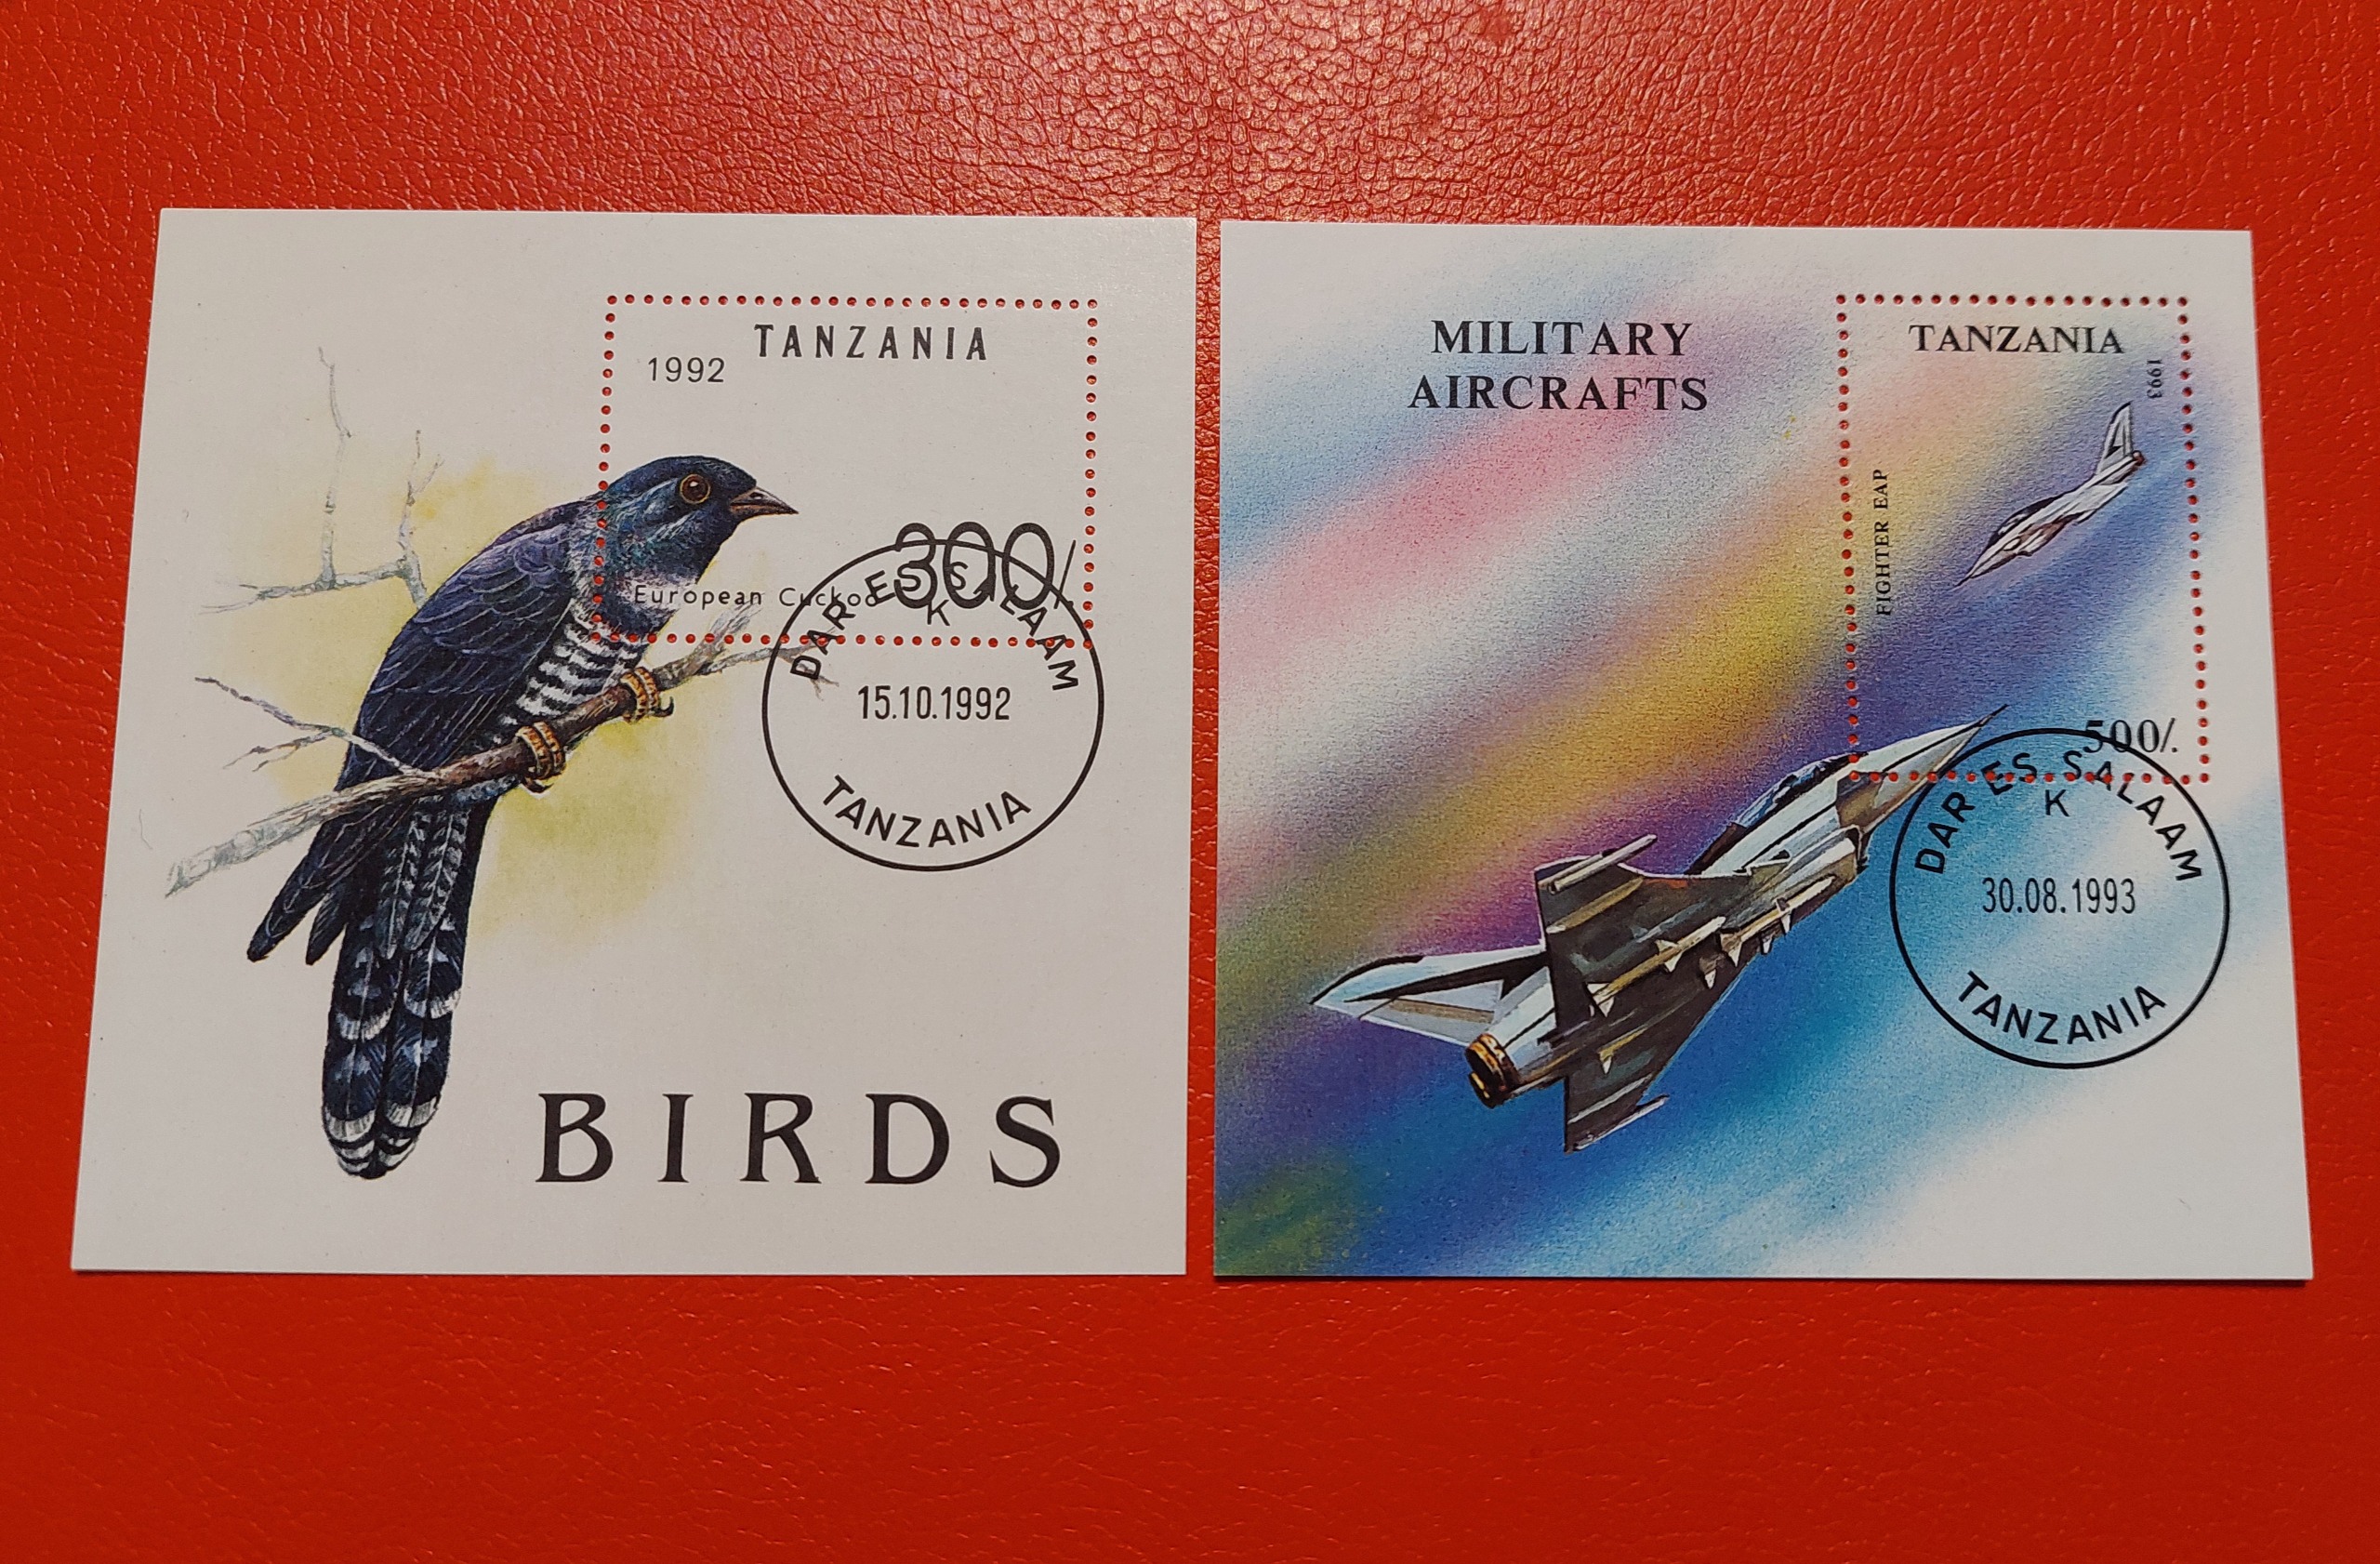 TANZANIA
1992
300/
European Cuckoo
DAR ES SALAAM
K
15.10.1992
TANZANIA
BIRDS
MILITARY
AIRCRAFTS
TANZANIA
1993
FIGHTER EAP
500/.
DAR ES SALAAM
K
30.08.1993
TANZANIA